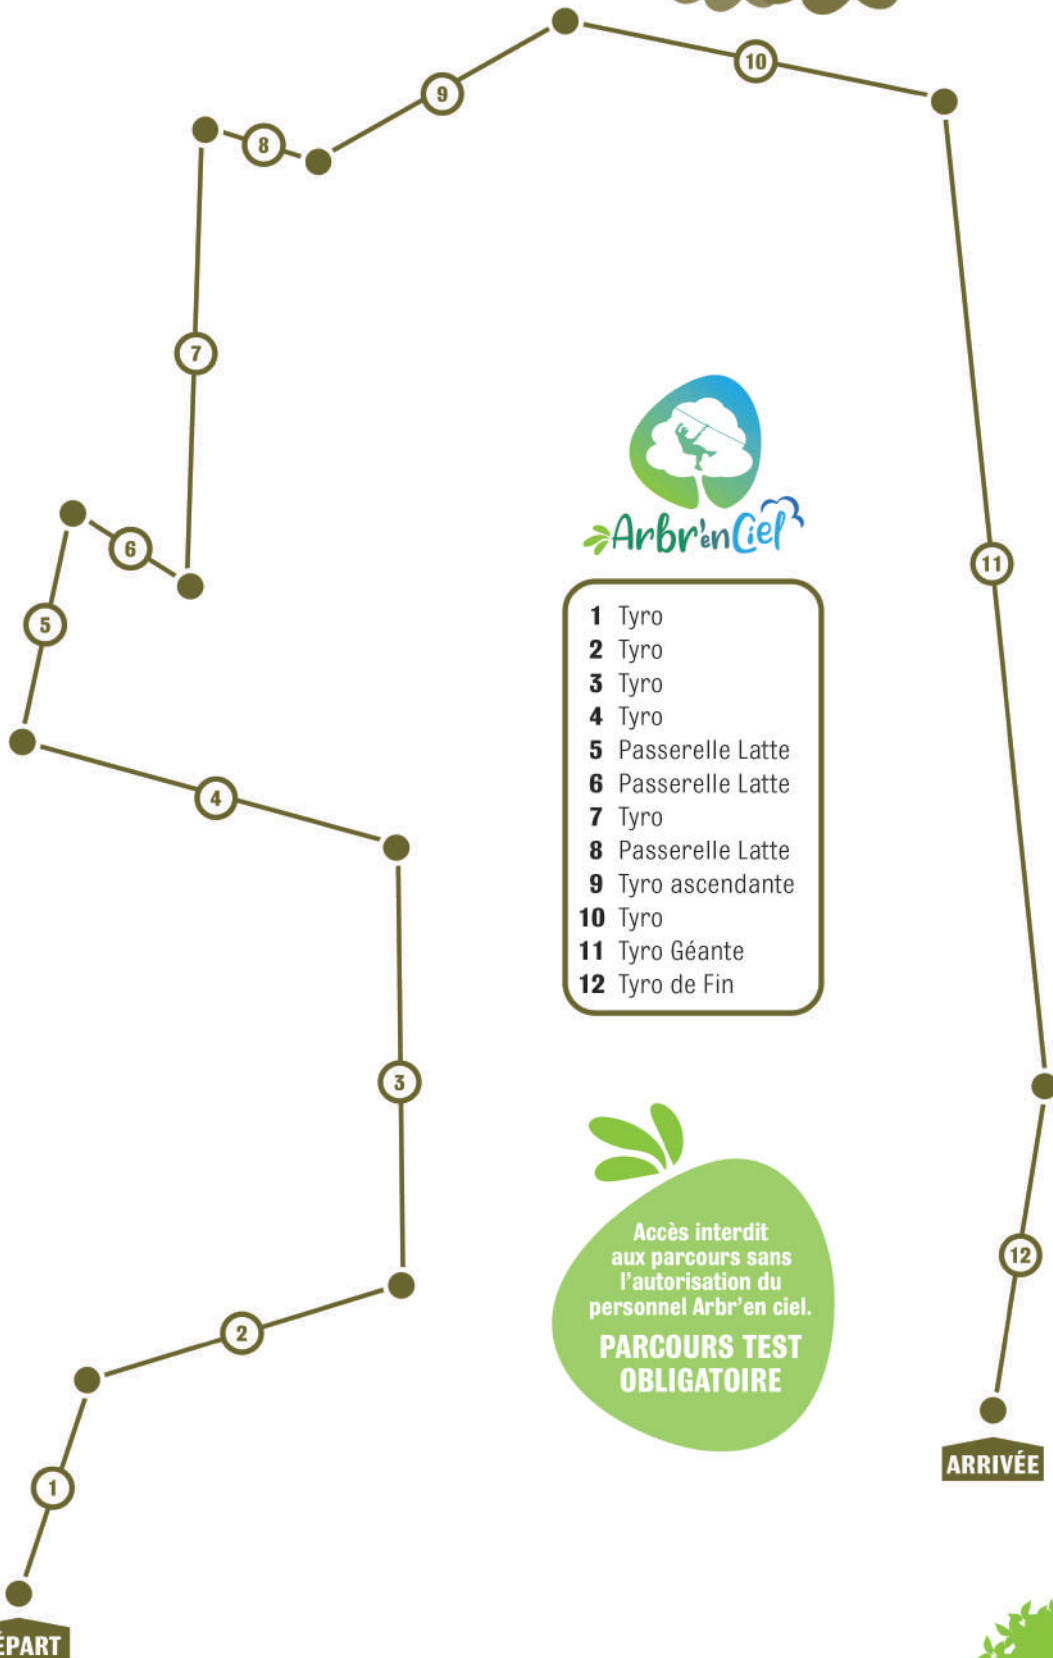 10
9
8
7
6
5
11
4
3
12
2
1
Arbr'en Ciel
1 Tyro
2 Tyro
3 Tyro
4 Tyro
5 Passerelle Latte
6 Passerelle Latte
7 Tyro
8 Passerelle Latte
9 Tyro ascendante
10 Tyro
11 Tyro Géante
12 Tyro de Fin
Accès interdit
aux parcours sans
l'autorisation du
personnel Arbr'en ciel.
PARCOURS TEST
OBLIGATOIRE
ARRIVÉE
ÉPART